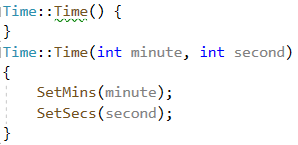 Time::Time() {
}
Time::Time(int minute, int second)
{
    SetMins(minute);
    SetSecs(second);
}